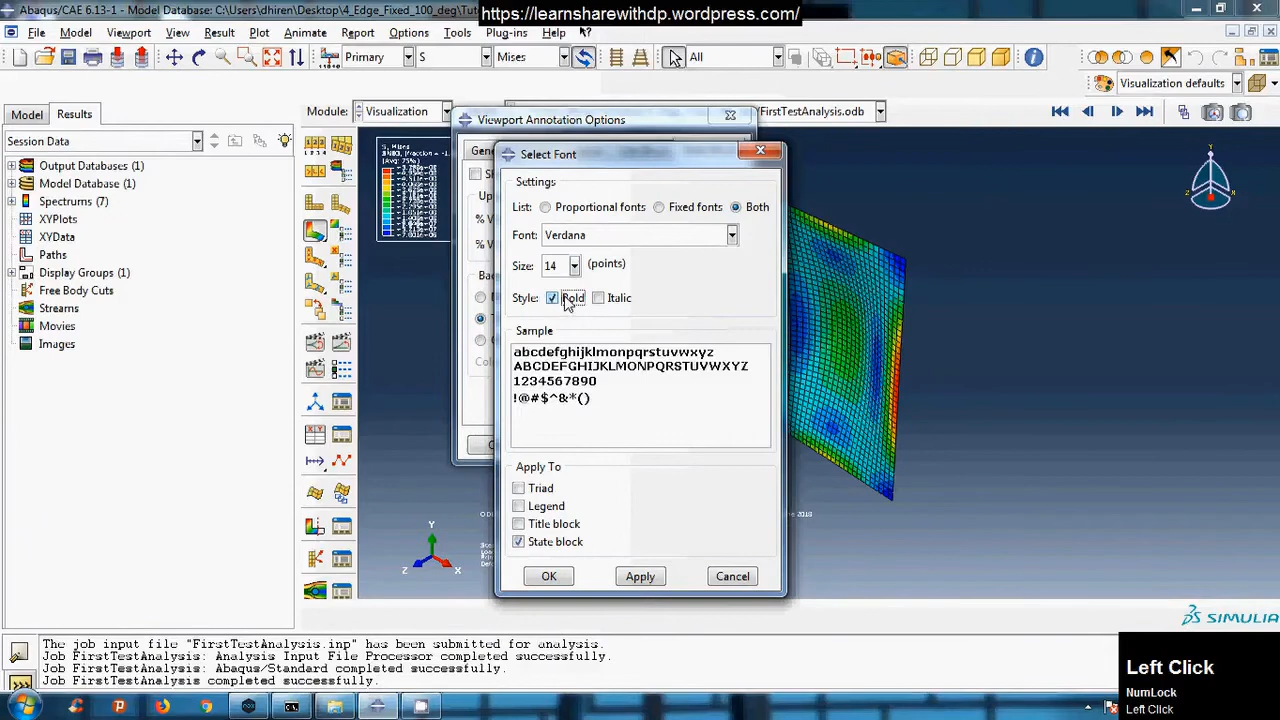 Abaqus/CAE 6.13-1 - Model Database: C:\Users\dhiren\Desktop\4_Edge_Fixed_100_deg\Tut
https://learnsharewithdp.wordpress.com/
File Model Viewport View Result Plot Animate Report Options Tools Plug-ins Help
Primary S Mises All
Visualization defaults
Model Results Module: Visualization /FirstTestAnalysis.odb
Session Data
Viewport Annotation Options
Select Font
Output Databases (1)
Model Database (1)
Spectrums (7)
XYPlots
XYData
Paths
Display Groups (1)
Free Body Cuts
Streams
Movies
Images
S, Mises
Settings
List: Proportional fonts Fixed fonts Both
Font: Verdana
Size: 14 (points)
Style: Bold Italic
Sample
abcdefghijklmonpqrstuvwxyz
ABCDEFGHIJKLMONPQRSTUVWXYZ
1234567890
!@#$^&*()
Apply To
Triad
Legend
Title block
State block
OK Apply Cancel
Y
X
Z
Y
Z
X
SIMULIA
The job input file "FirstTestAnalysis.inp" has been submitted for analysis.
Job FirstTestAnalysis: Analysis Input File Processor completed successfully.
Job FirstTestAnalysis: Abaqus/Standard completed successfully.
Job FirstTestAnalysis completed successfully.
Left Click
NumLock
Left Click